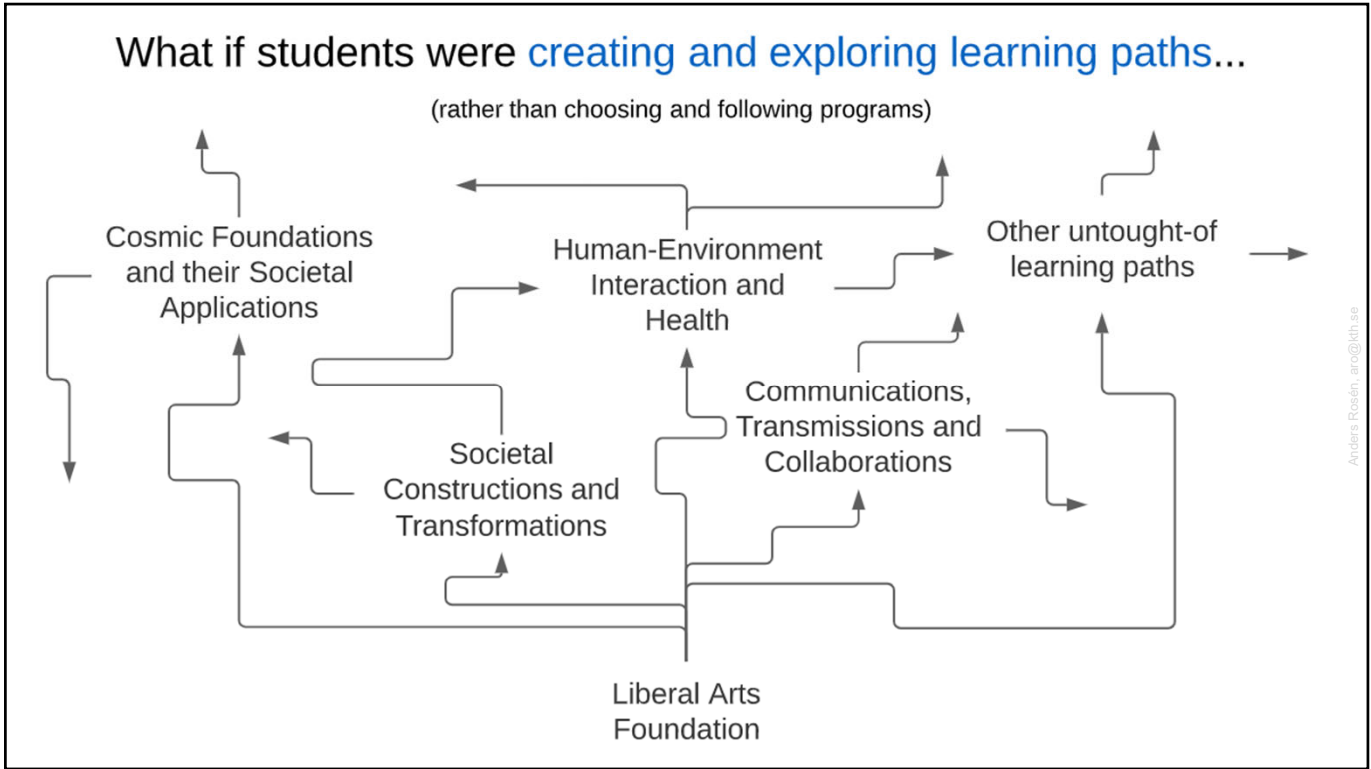 What if students were creating and exploring learning paths...
(rather than choosing and following programs)
Cosmic Foundations
and their Societal
Applications
Human-Environment
Interaction and
Health
Other untought-of
learning paths
Communications,
Transmissions and
Collaborations
Societal
Constructions and
Transformations
Liberal Arts
Foundation
Anders Rosén, aro@kth.se